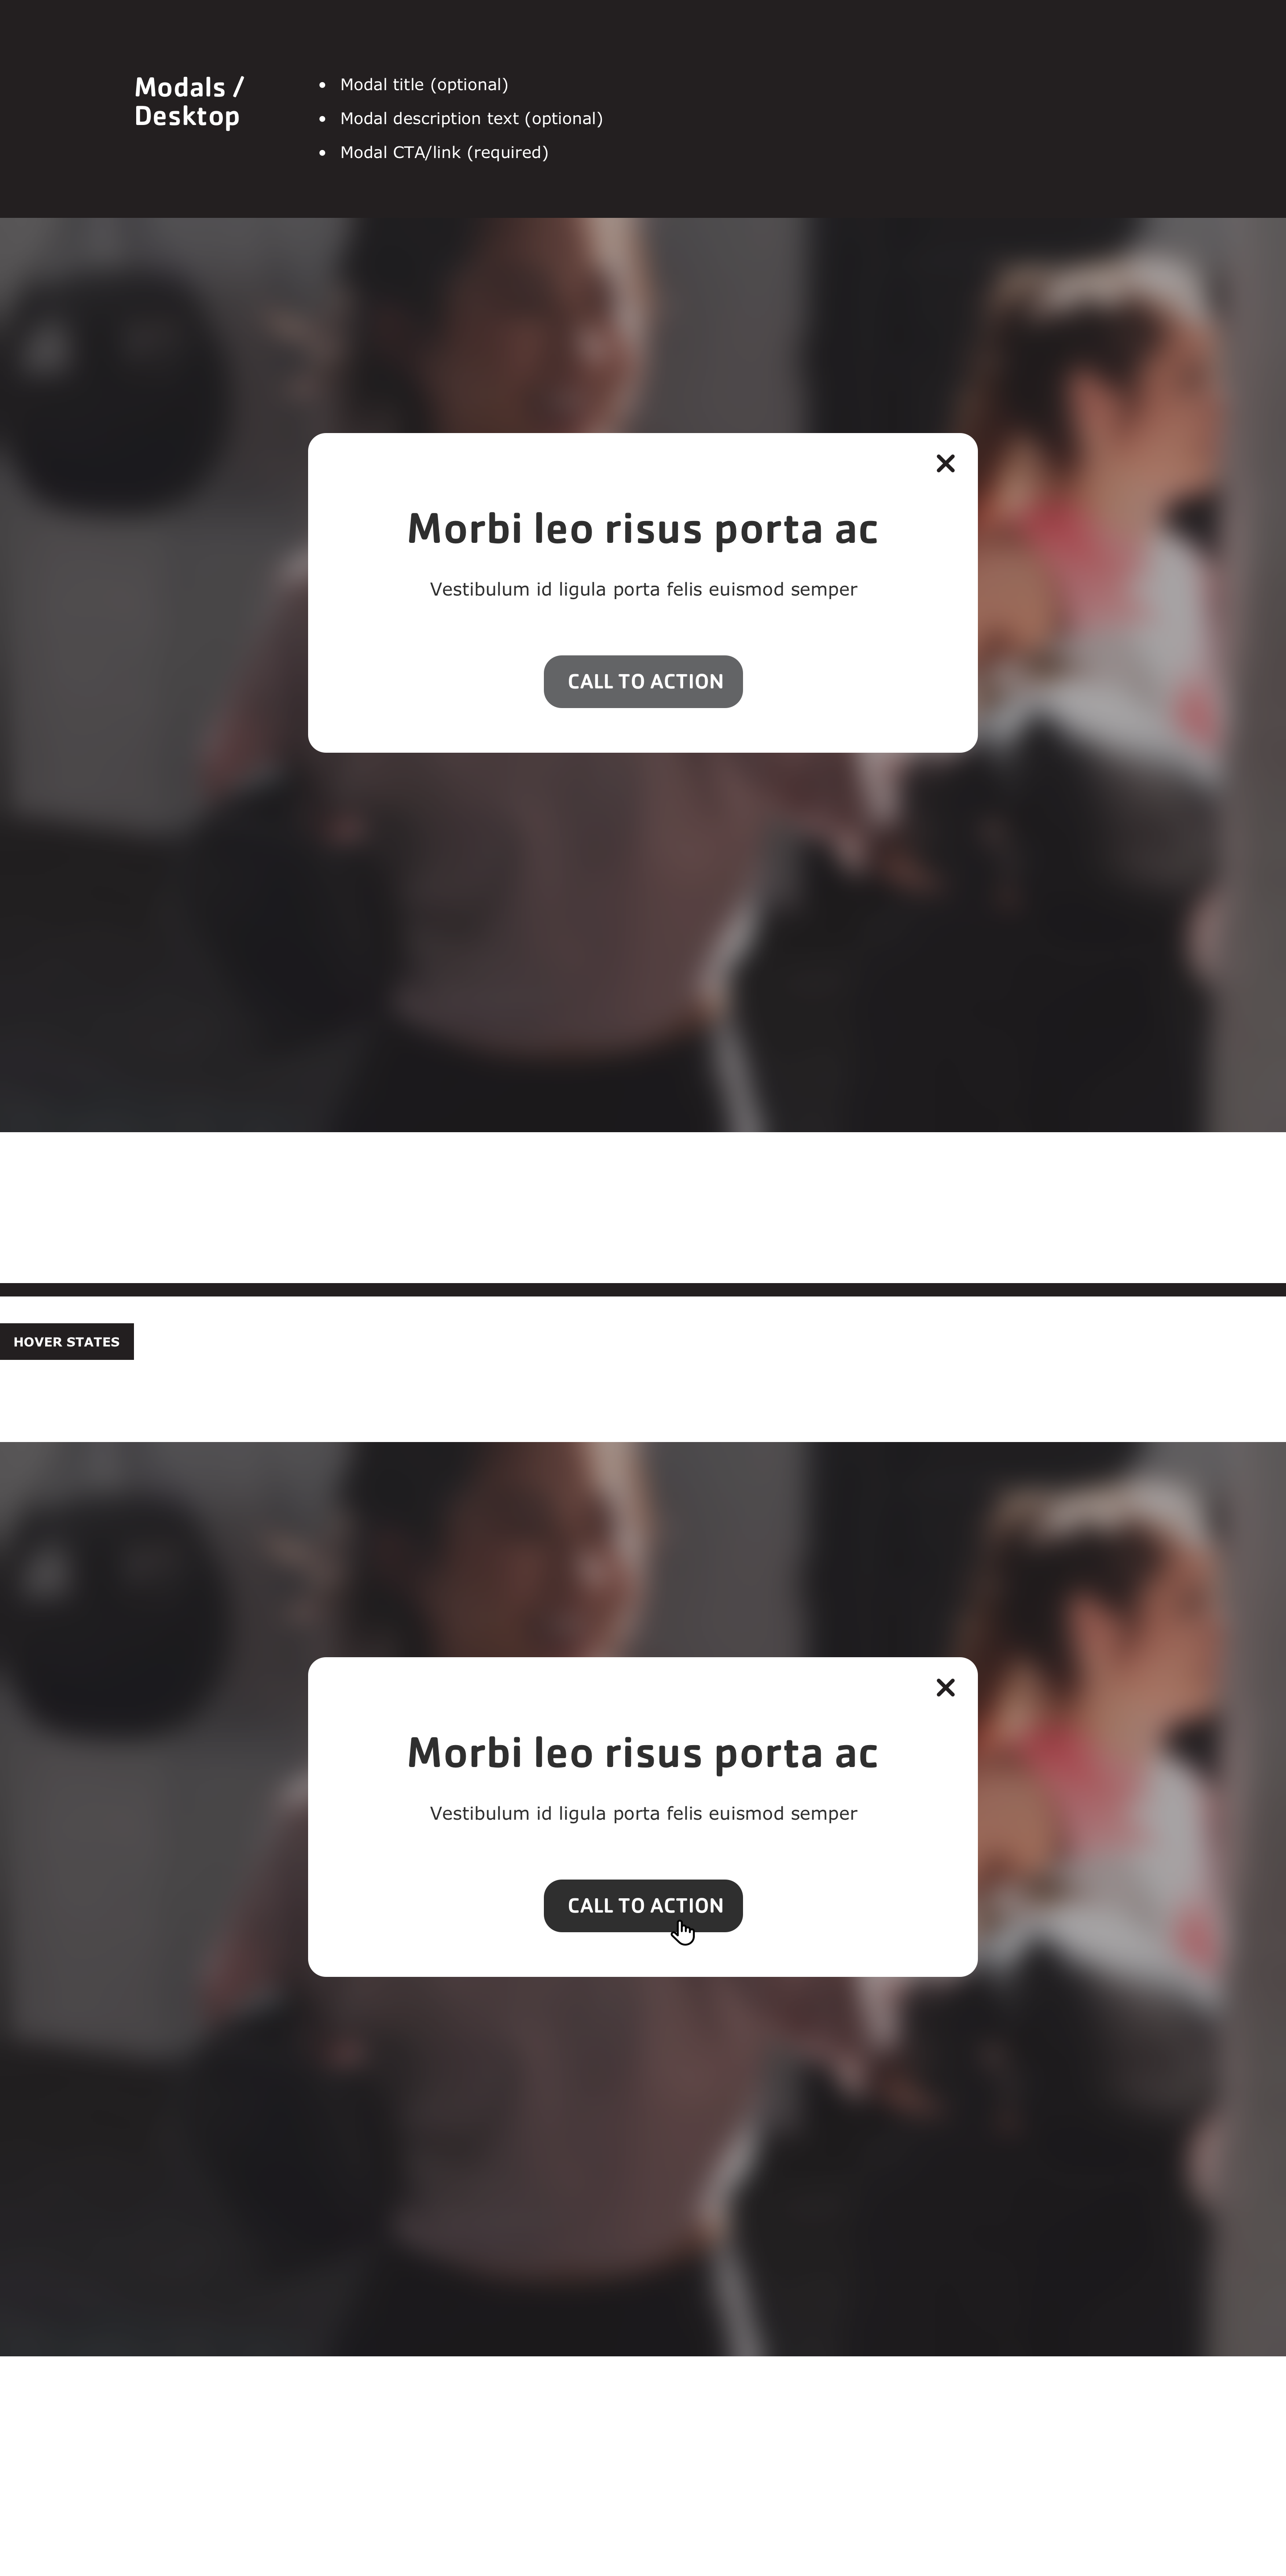 Modals /
Desktop
• Modal title (optional)
• Modal description text (optional)
• Modal CTA/link (required)
Morbi leo risus porta ac
Vestibulum id ligula porta felis euismod semper
CALL TO ACTION
HOVER STATES
Morbi leo risus porta ac
Vestibulum id ligula porta felis euismod semper
CALL TO ACTION